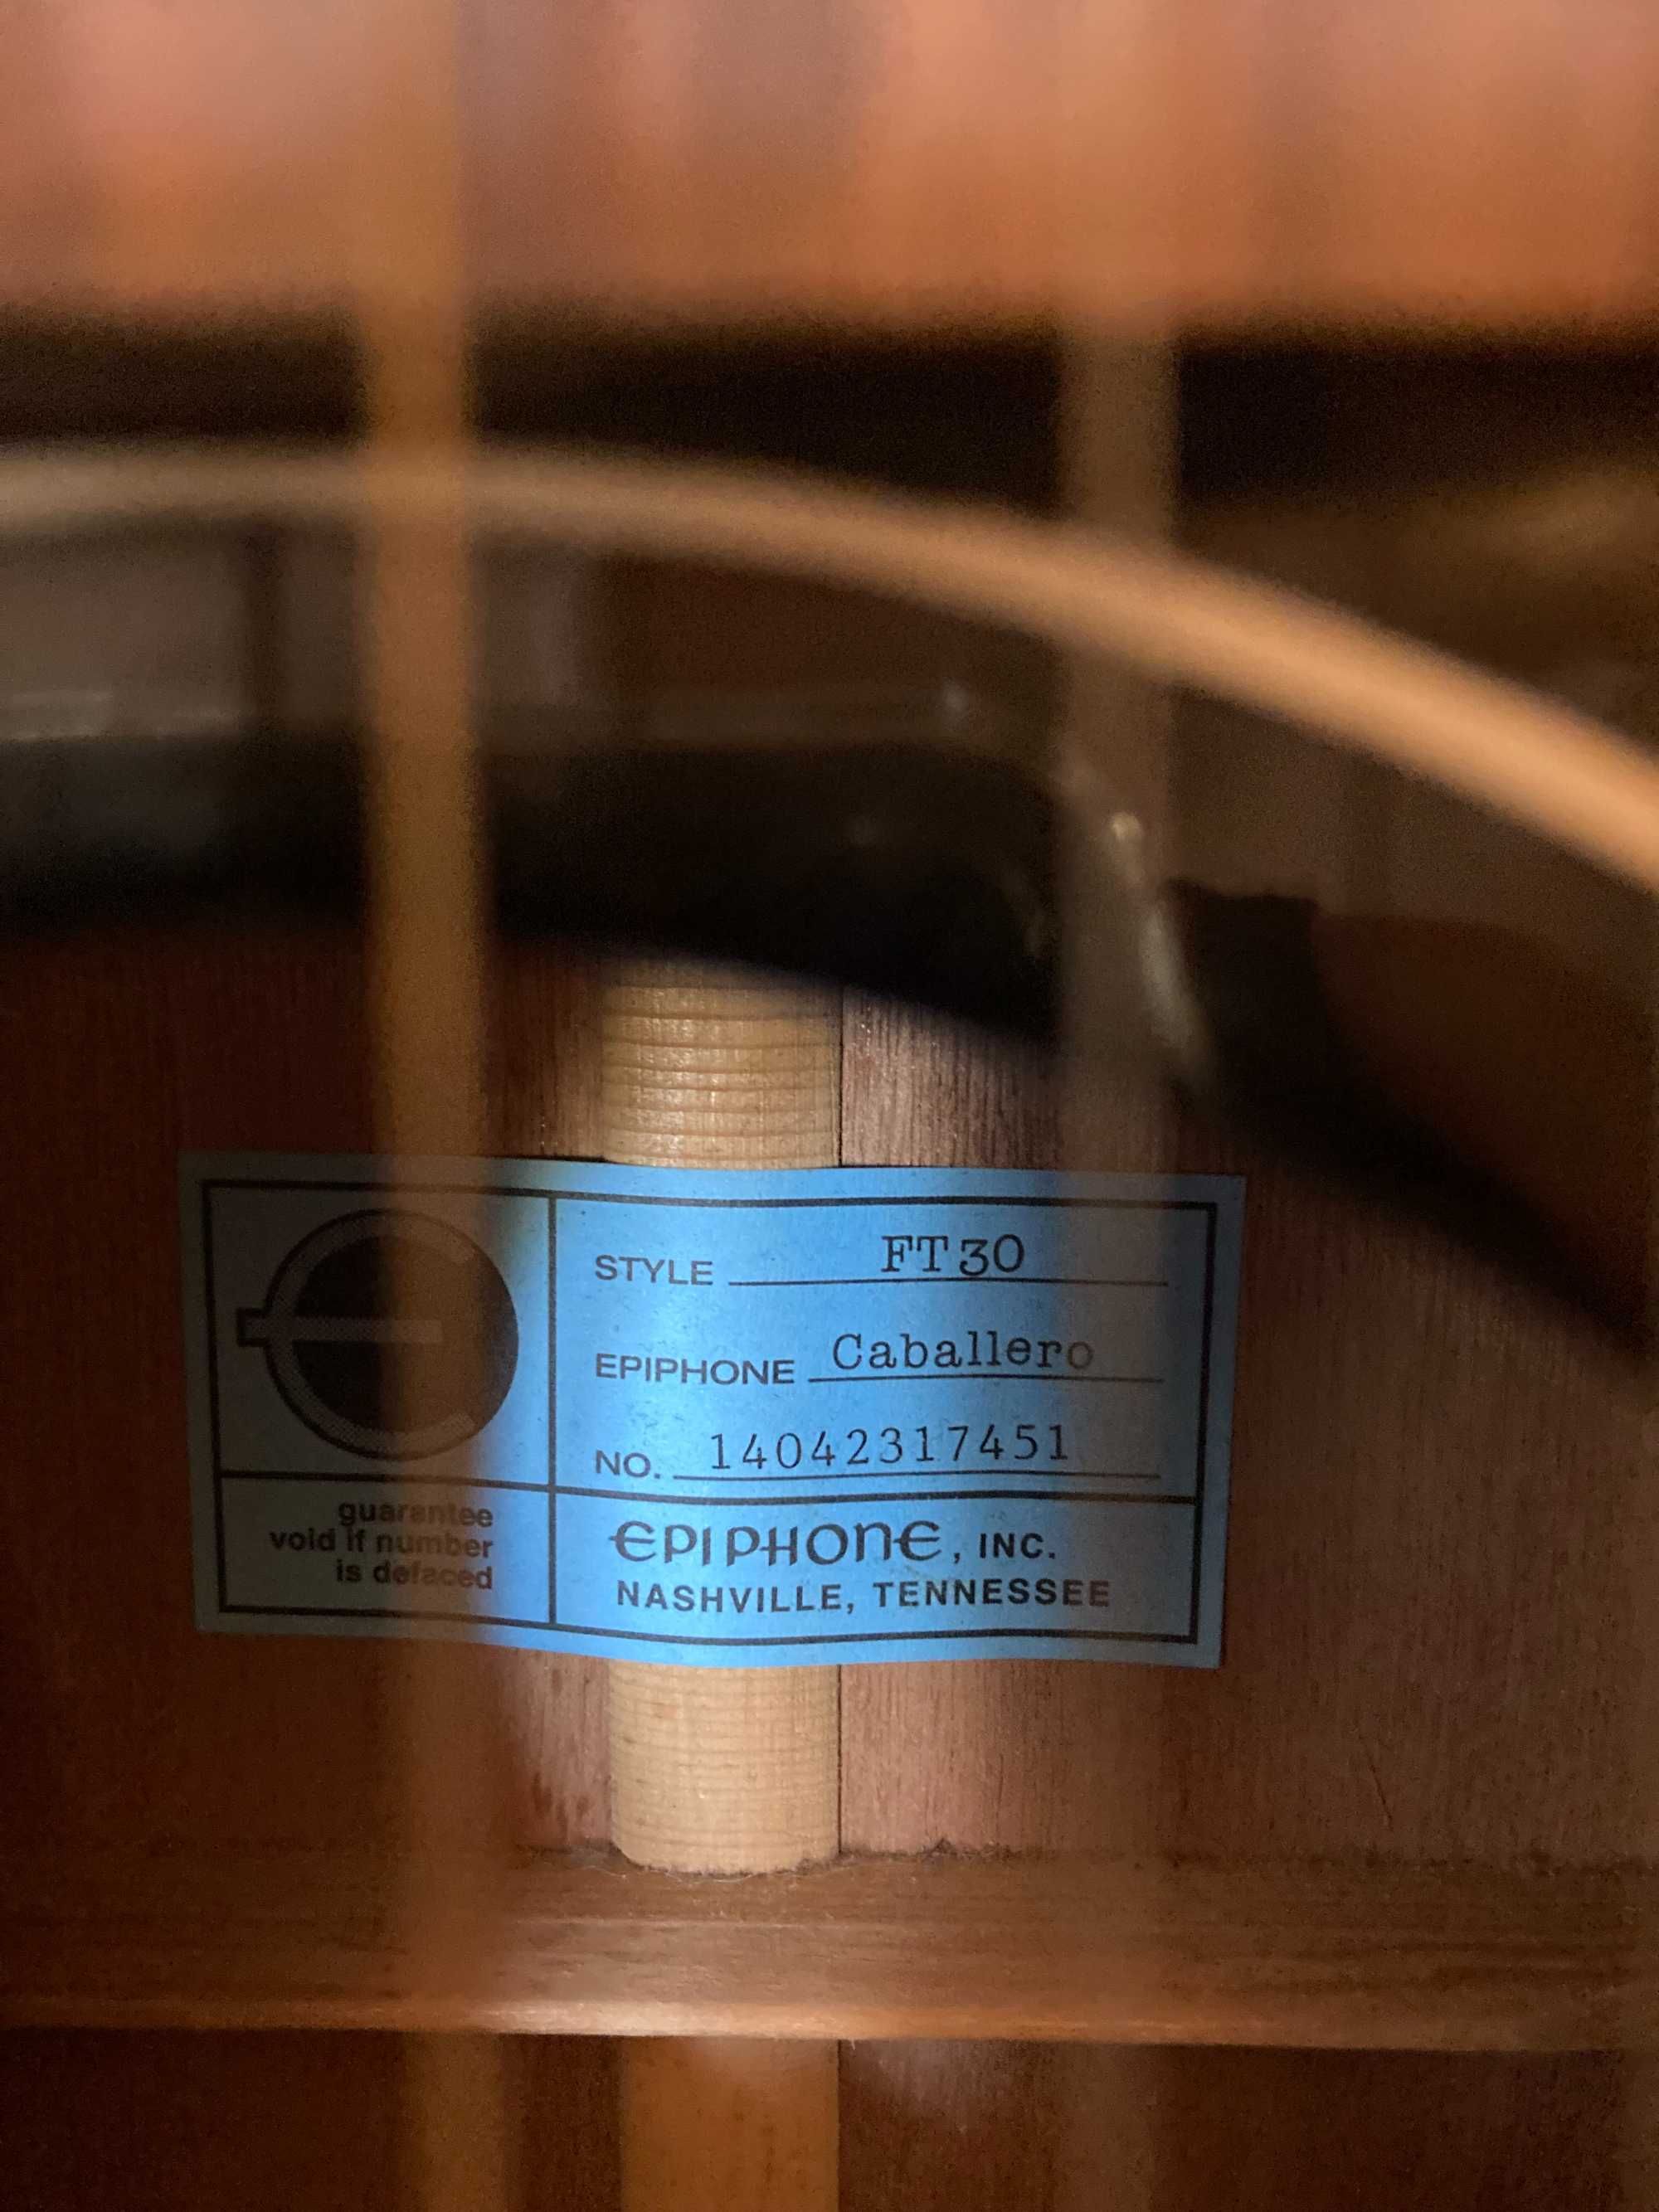 STYLE FT30
EPIPHONE Caballero
NO. 14042317451
guarantee
void if number
is defaced
EPIPHONE, INC.
NASHVILLE, TENNESSEE